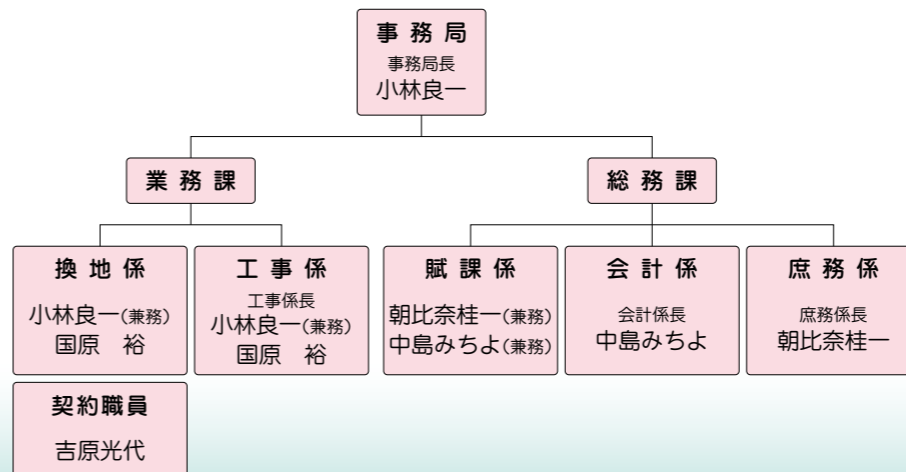 事務局
事務局長
小林良一
業務課
総務課
換地係
小林良一(兼務)
国原　裕
工事係
工事係長
小林良一(兼務)
国原　裕
賦課係
朝比奈桂一(兼務)
中島みちよ(兼務)
会計係
会計係長
中島みちよ
庶務係
庶務係長
朝比奈桂一
契約職員
吉原光代